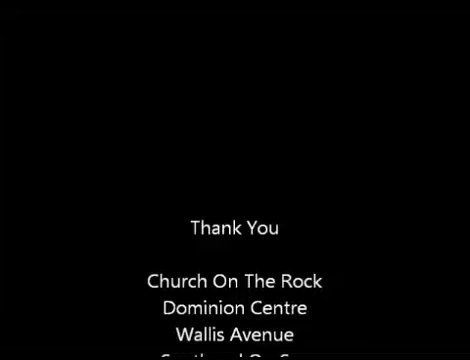 Thank You
Church On The Rock
Dominion Centre
Wallis Avenue